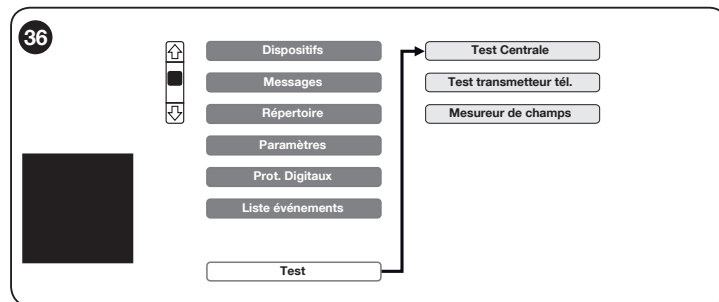 36
Dispositifs
Messages
Répertoire
Paramètres
Prot. Digitaux
Liste événements
Test
Test Centrale
Test transmetteur tél.
Mesureur de champs